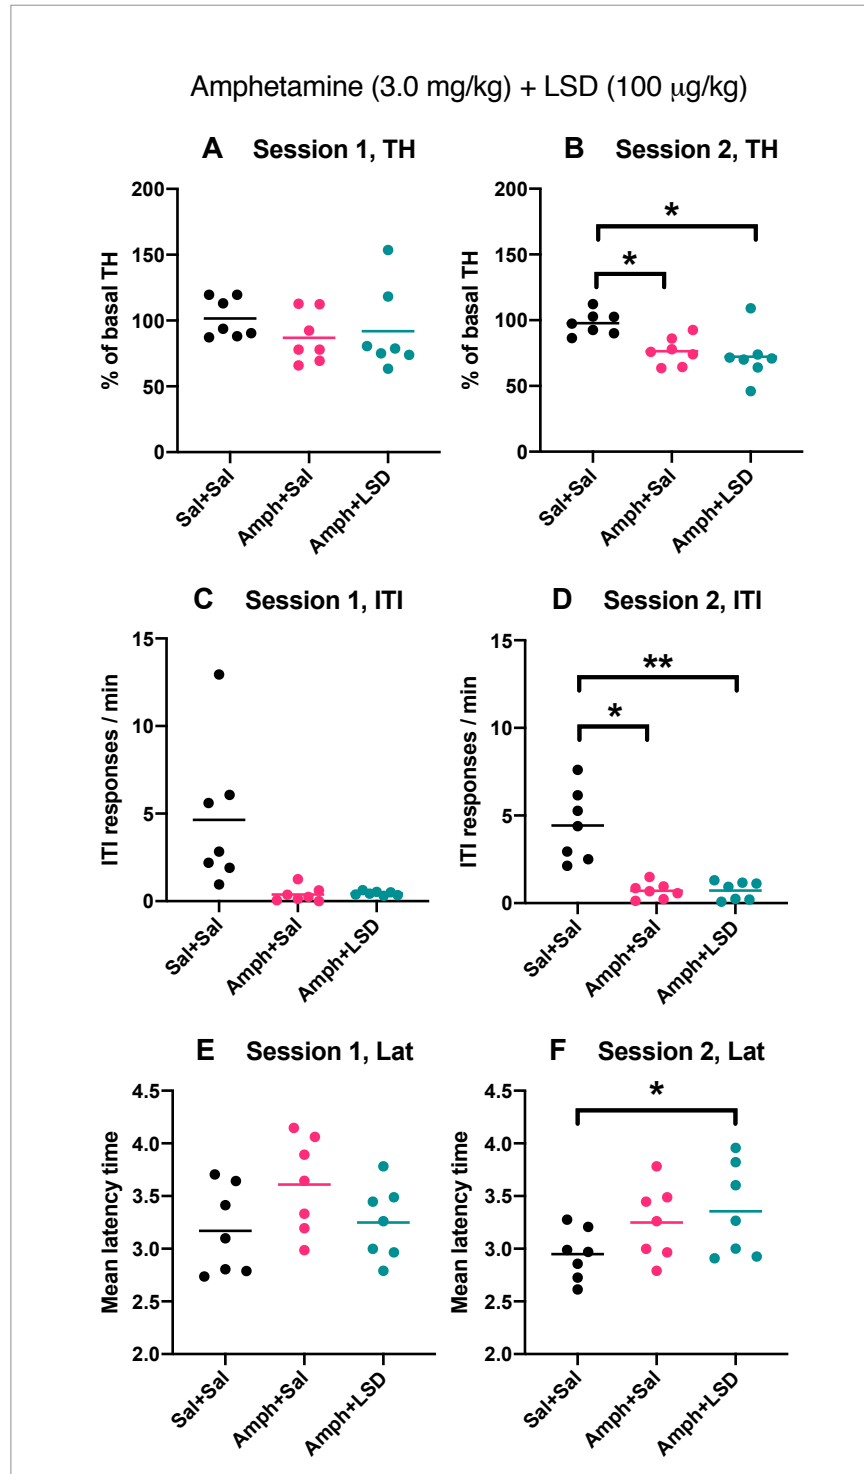 Amphetamine (3.0 mg/kg) + LSD (100 μg/kg)
A Session 1, TH
% of basal TH
200
150
100
50
0
Sal+Sal
Amph+Sal
Amph+LSD
B Session 2, TH
% of basal TH
200
150
100
50
0
*
*
Sal+Sal
Amph+Sal
Amph+LSD
C Session 1, ITI
ITI responses / min
15
10
5
0
Sal+Sal
Amph+Sal
Amph+LSD
D Session 2, ITI
ITI responses / min
15
10
5
0
**
*
Sal+Sal
Amph+Sal
Amph+LSD
E Session 1, Lat
Mean latency time
4.5
4.0
3.5
3.0
2.5
2.0
Sal+Sal
Amph+Sal
Amph+LSD
F Session 2, Lat
Mean latency time
4.5
4.0
3.5
3.0
2.5
2.0
*
Sal+Sal
Amph+Sal
Amph+LSD